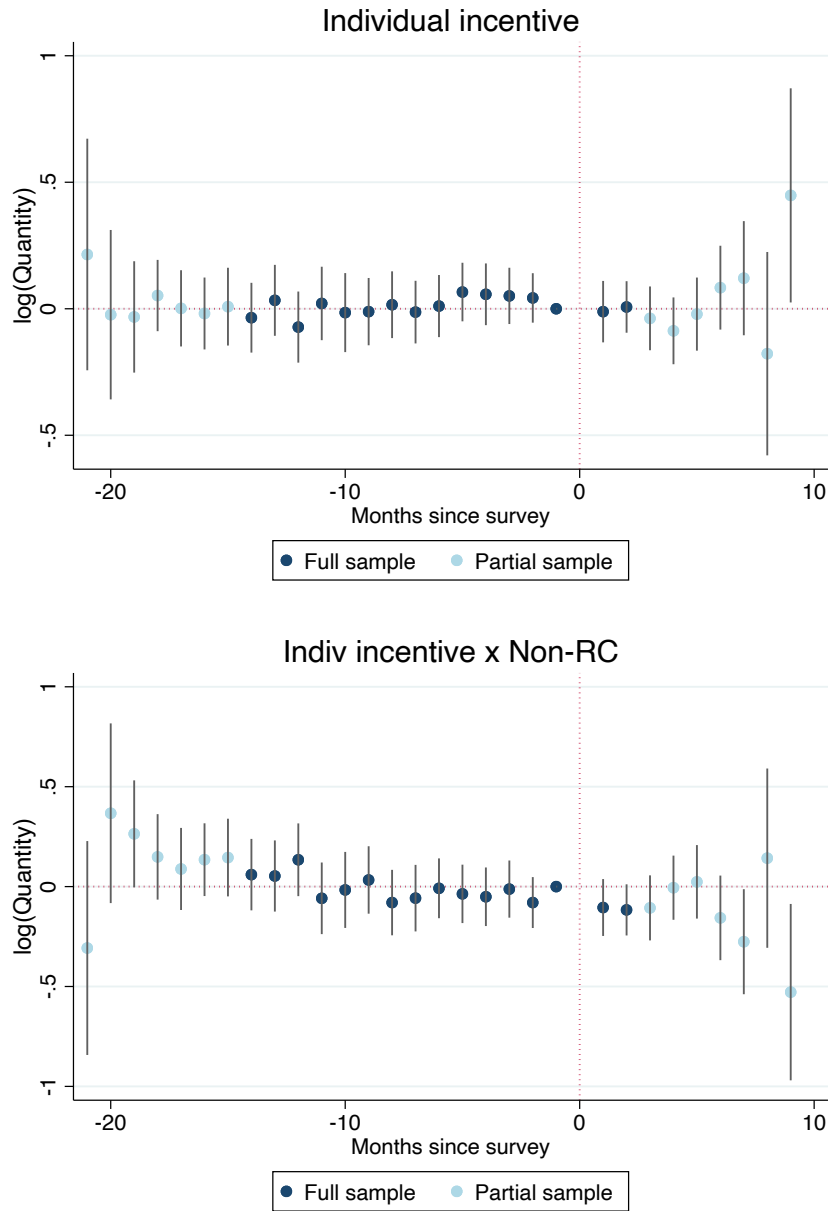 Individual incentive
1
.5
0
-.5
log(Quantity)
-20 -10 0 10
Months since survey
Full sample Partial sample
Indiv incentive x Non-RC
1
.5
0
-.5
-1
log(Quantity)
-20 -10 0 10
Months since survey
Full sample Partial sample